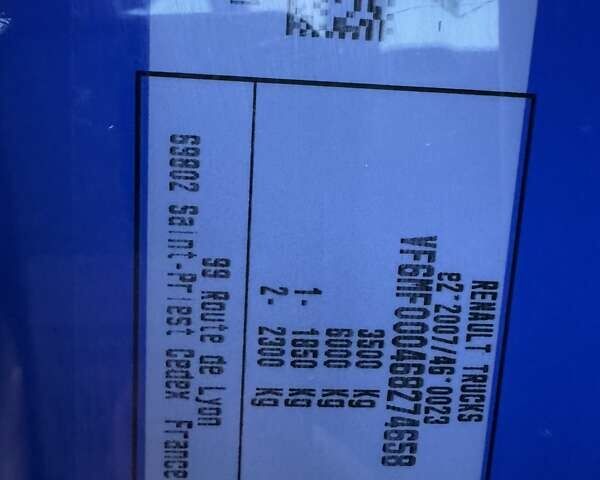 RENAULT TRUCKS
e2*2007/46*0023
VF6MF000468274658
3500 kg
6000 kg
1- 1850 kg
2- 2300 kg
99 Route de Lyon
69802 Saint-Priest Cedex France